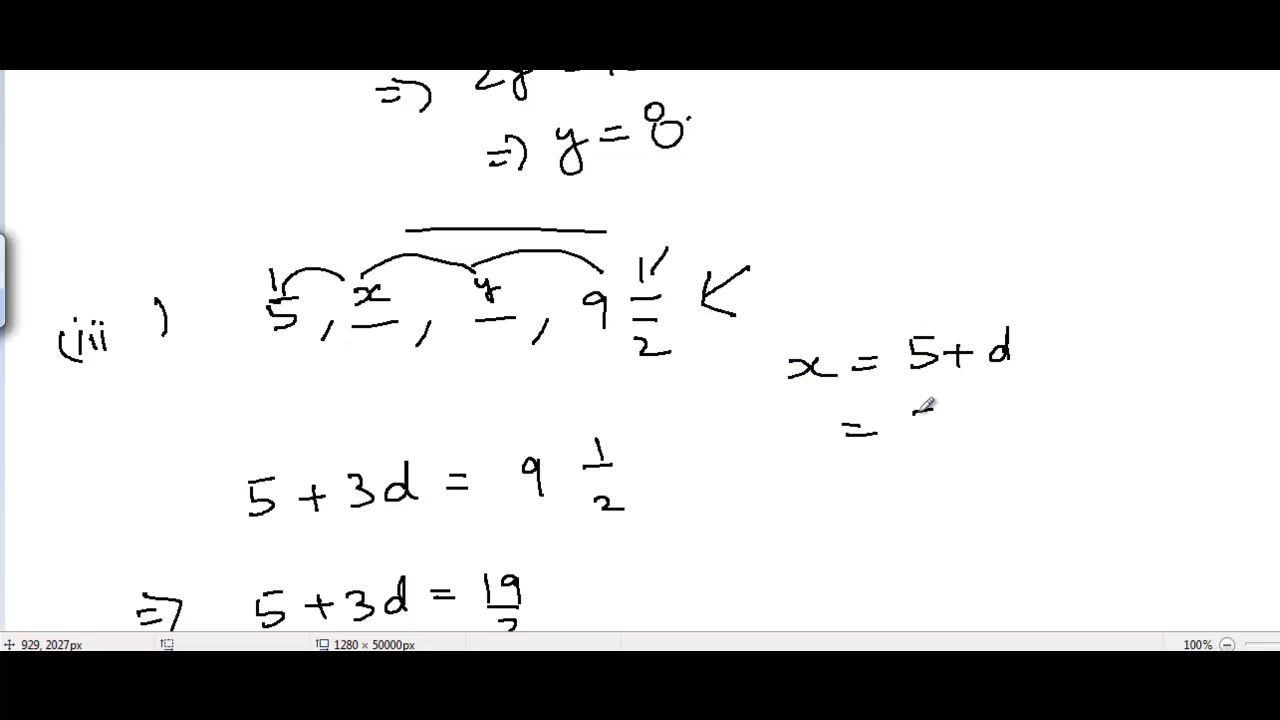 ⇒ 2y =
⇒ y = 8.
(iii) 5, x, y, 9 1/2
x = 5 + d
=
5 + 3d = 9 1/2
⇒ 5 + 3d = 19/2
929, 2027px 1280 × 50000px 100%